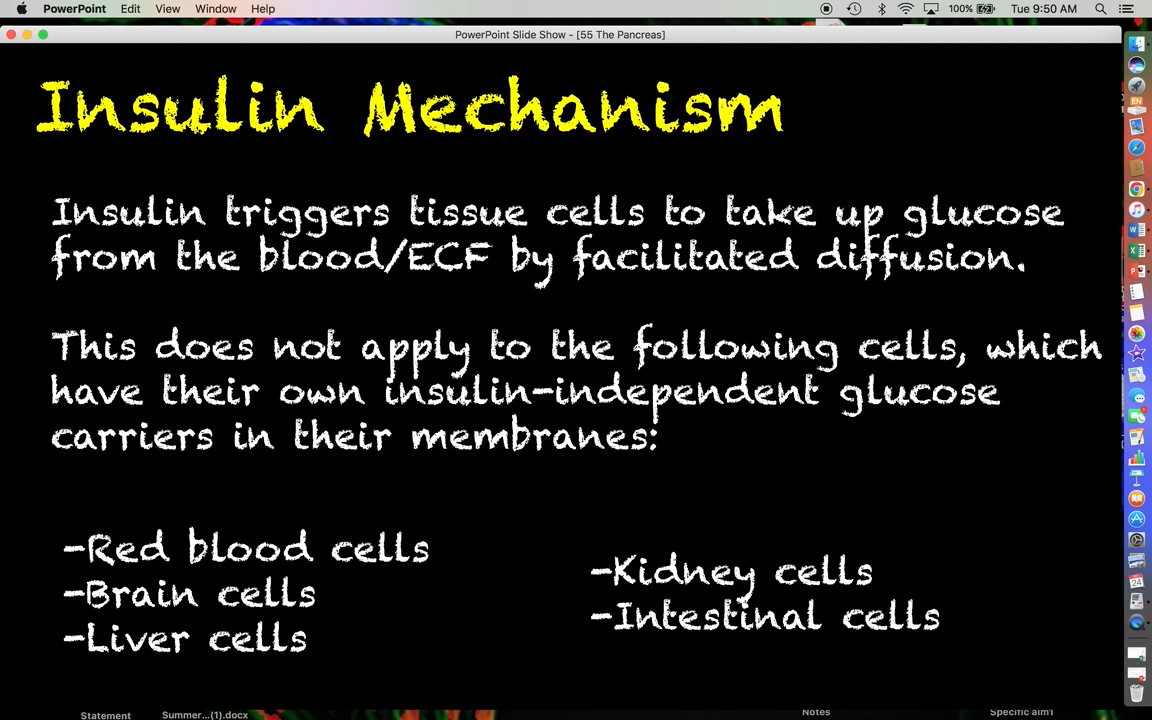 PowerPoint Edit View Window Help 100% Tue 9:50 AM
PowerPoint Slide Show - [55 The Pancreas]
Insulin Mechanism
Insulin triggers tissue cells to take up glucose
from the blood/ECF by facilitated diffusion.
This does not apply to the following cells, which
have their own insulin-independent glucose
carriers in their membranes:
-Red blood cells
-Brain cells
-Liver cells
-Kidney cells
-Intestinal cells
Statement Summer...(1).docx Notes Specific aim1